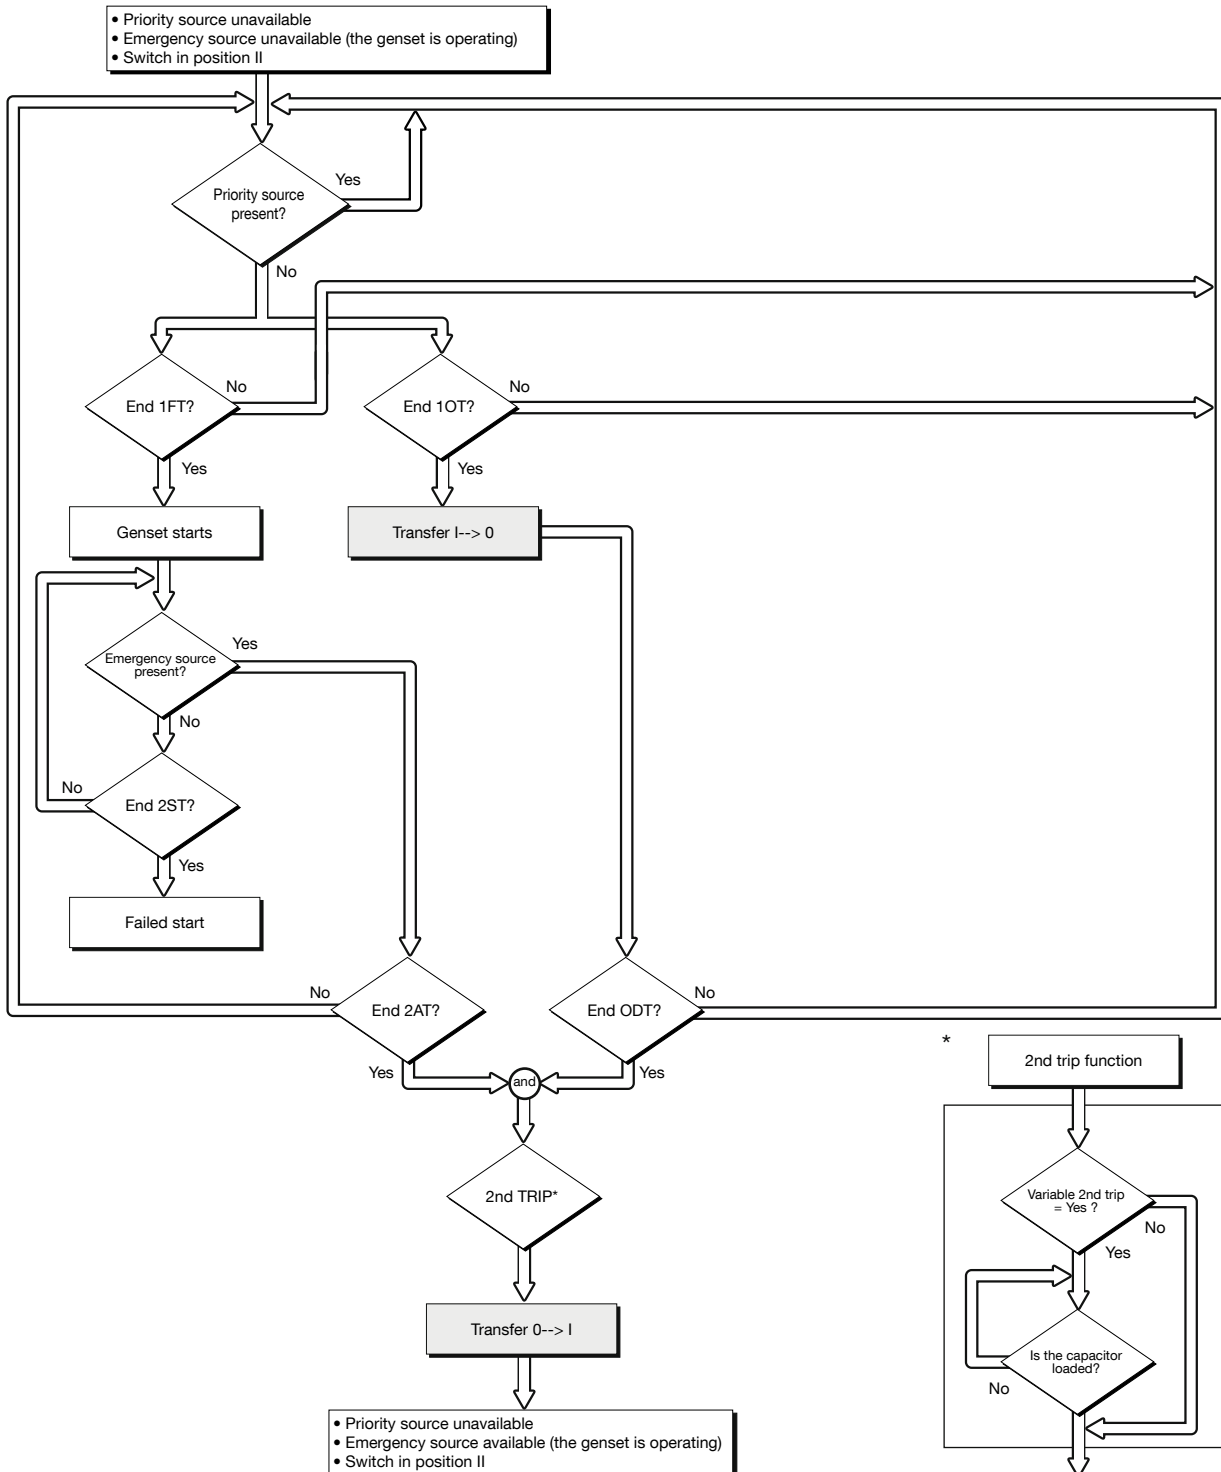 • Priority source unavailable
• Emergency source unavailable (the genset is operating)
• Switch in position II
Priority source
present?
Yes
No
End 1FT?
No
Yes
End 1OT?
No
Yes
Genset starts
Transfer I--> 0
Emergency source
present?
Yes
No
End 2ST?
No
Yes
Failed start
End 2AT?
No
Yes
End ODT?
No
Yes
and
2nd TRIP*
Transfer 0--> I
• Priority source unavailable
• Emergency source available (the genset is operating)
• Switch in position II
*
2nd trip function
Variable 2nd trip
= Yes ?
No
Yes
Is the capacitor
loaded?
No